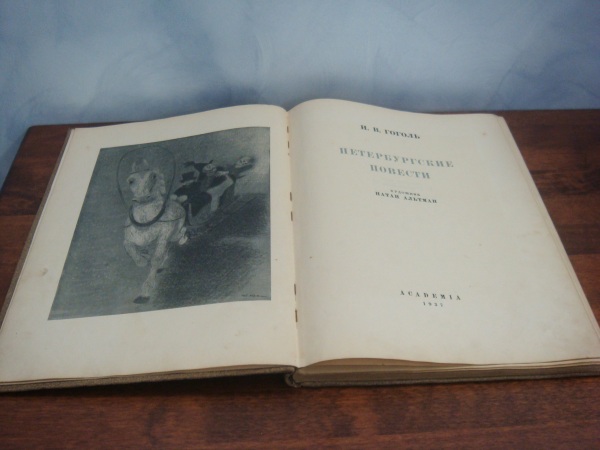 Н. В. ГОГОЛЬ
ПЕТЕРБУРГСКИЕ
ПОВЕСТИ
НАТАН АЛЬТМАН
ACADEMIA